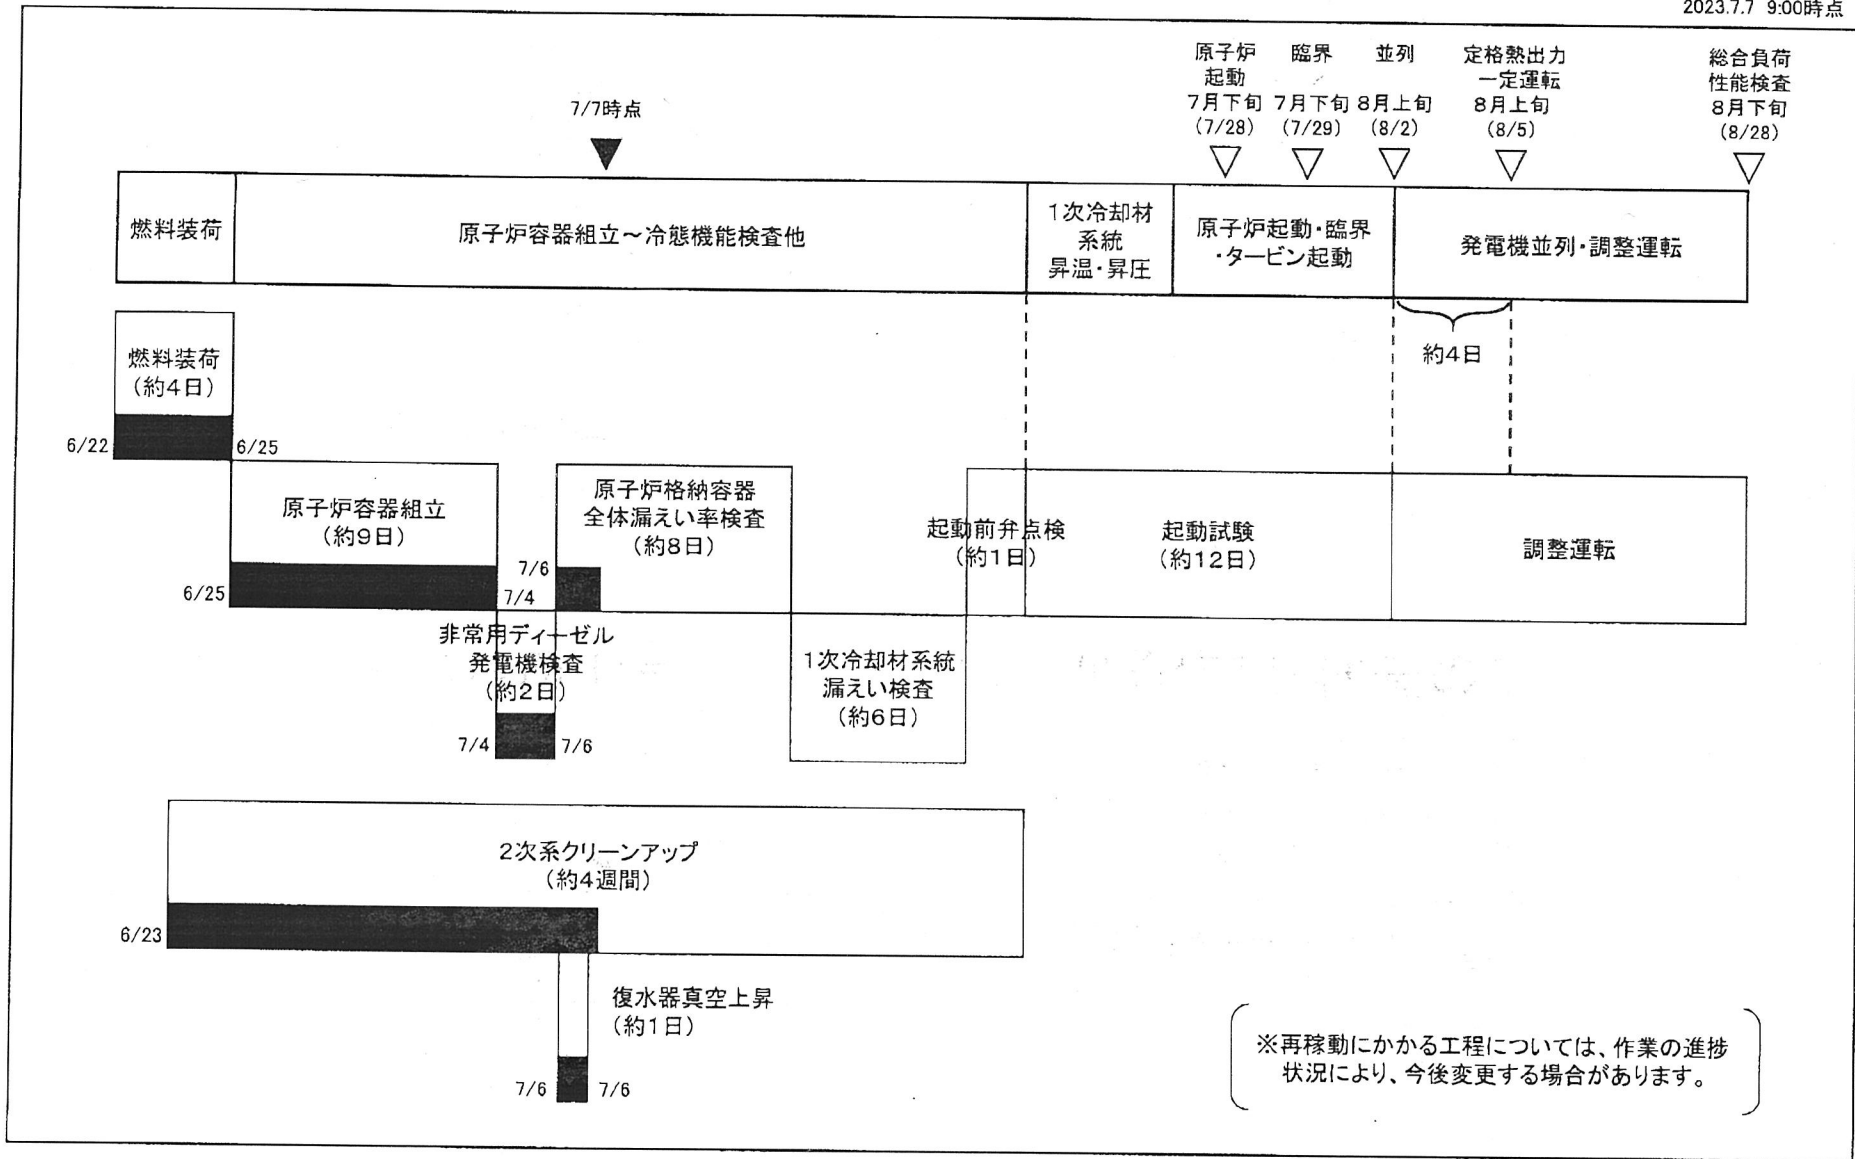 2023.7.7 9:00時点
7/7時点
原子炉
起動
7月下旬
(7/28)
臨界
7月下旬
(7/29)
並列
8月上旬
(8/2)
定格熱出力
一定運転
8月上旬
(8/5)
総合負荷
性能検査
8月下旬
(8/28)
燃料装荷
原子炉容器組立～冷態機能検査他
1次冷却材
系統
昇温・昇圧
原子炉起動・臨界
・タービン起動
発電機並列・調整運転
約4日
燃料装荷
(約4日)
6/22
6/25
原子炉容器組立
(約9日)
6/25
7/4
原子炉格納容器
全体漏えい率検査
(約8日)
7/6
起動前弁点検
(約1日)
起動試験
(約12日)
調整運転
非常用ディーゼル
発電機検査
(約2日)
7/4
7/6
1次冷却材系統
漏えい検査
(約6日)
2次系クリーンアップ
(約4週間)
6/23
復水器真空上昇
(約1日)
7/6
7/6
※再稼動にかかる工程については、作業の進捗
状況により、今後変更する場合があります。